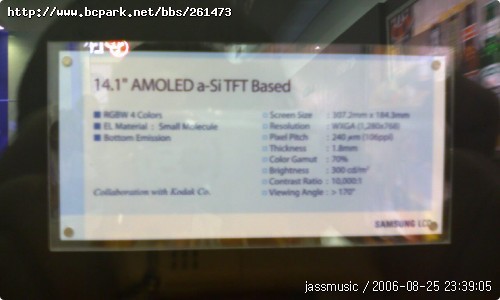 http://www.bcpark.net/bbs/261473
14.1" AMOLED a-Si TFT Based
■ RGBW 4 Colors
■ EL Material : Small Molecule
■ Bottom Emission
Screen Size : 307.2mm x 184.3mm
Resolution : WXGA (1,280x768)
Pixel Pitch : 240 μm (106ppi)
Thickness : 1.8mm
Color Gamut : 70%
Brightness : 300 cd/m²
Contrast Ratio : 10,000:1
Viewing Angle : > 170°
Collaboration with Kodak Co.
SAMSUNG LCD
jassmusic / 2006-08-25 23:39:05